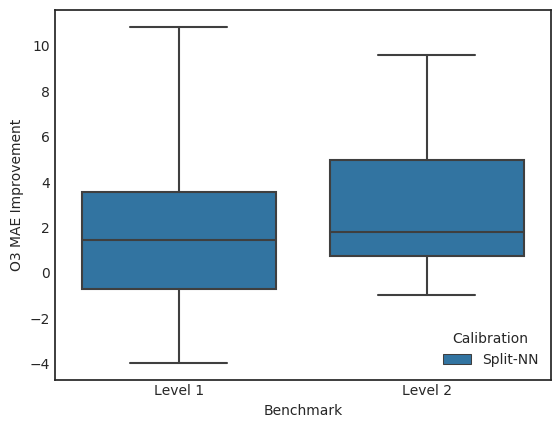 O3 MAE Improvement
10
8
6
4
2
0
−2
−4
Level 1
Level 2
Benchmark
Calibration
Split-NN